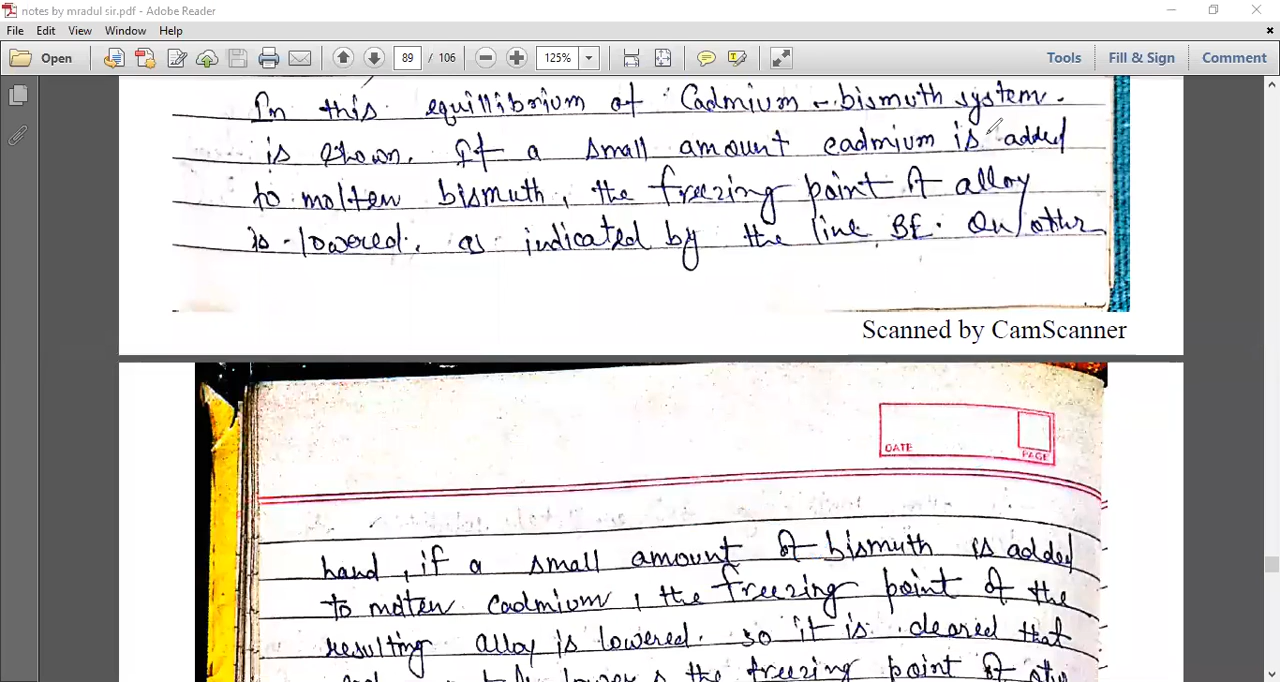 notes by mradul sir.pdf - Adobe Reader
File Edit View Window Help
Open 89 / 106 125% Tools Fill & Sign Comment
In this equillibrium of Cadmium - bismuth system.
is shown. If a small amount cadmium is added
to molten bismuth, the freezing point of alloy
is lowered. as indicated by the line BE. On other
Scanned by CamScanner
DATE
PAGE
hand, if a small amount of bismuth is added
to molten cadmium, the freezing point of the
resulting alloy is lowered. so it is cleared that
the freezing point of